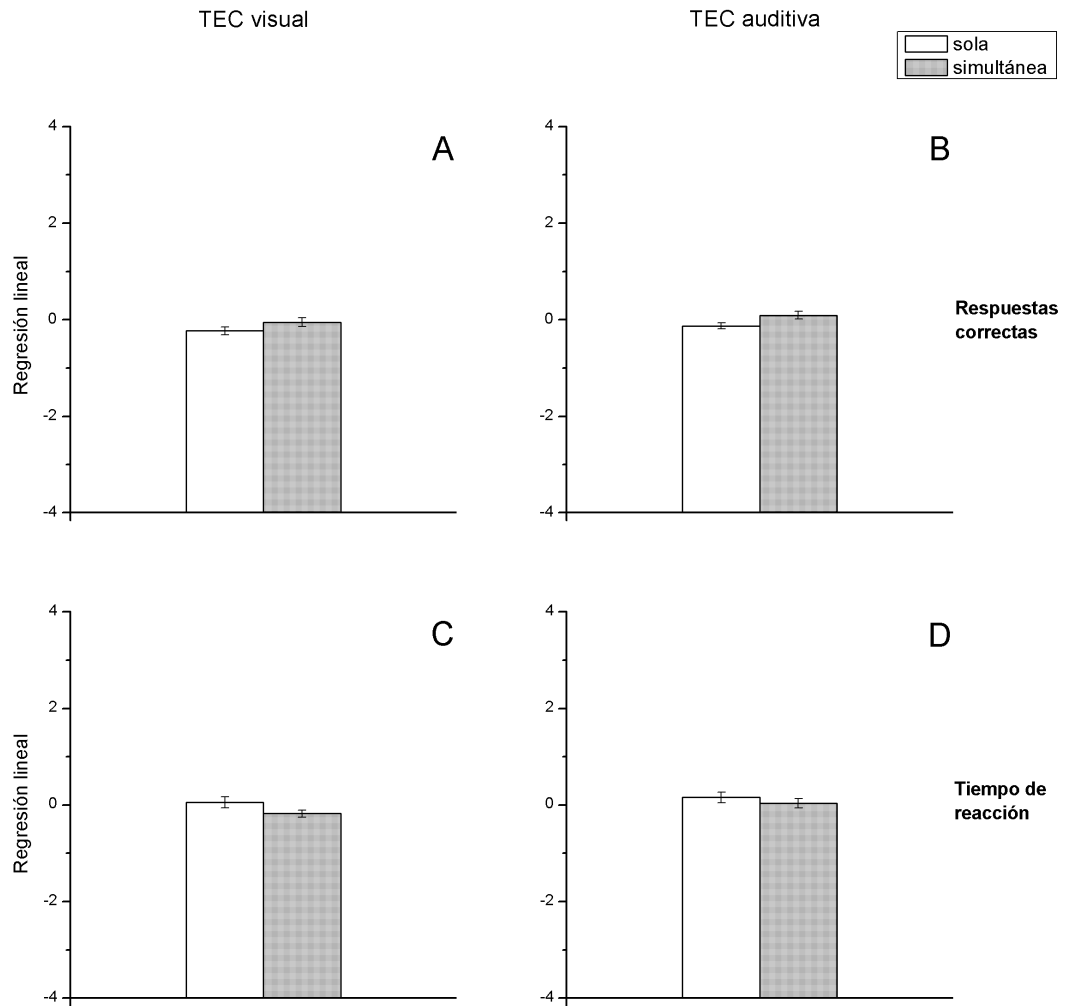 TEC visual
TEC auditiva
sola
simultánea
A
4
2
0
-2
-4
Regresión lineal
B
4
2
0
-2
-4
Respuestas
correctas
C
4
2
0
-2
-4
Regresión lineal
D
4
2
0
-2
-4
Tiempo de
reacción